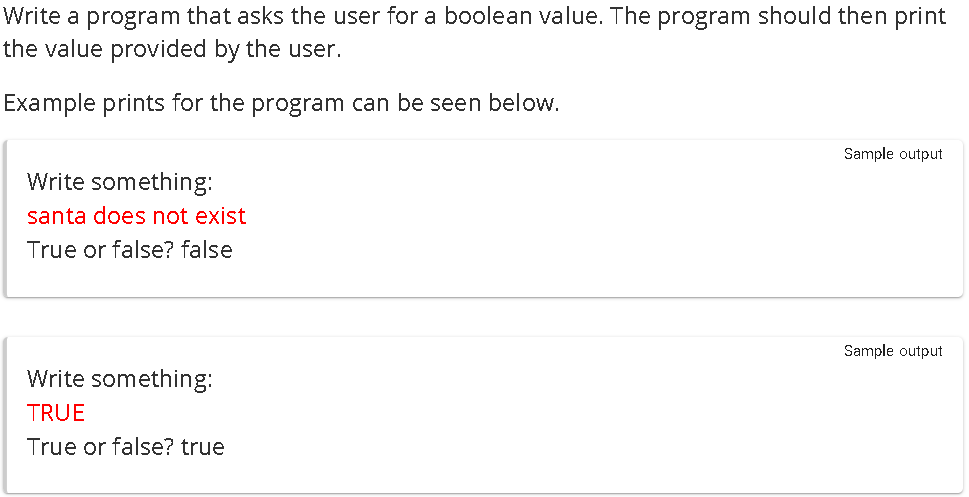 Write a program that asks the user for a boolean value. The program should then print
the value provided by the user.
Example prints for the program can be seen below.
Sample output
Write something:
santa does not exist
True or false? false
Sample output
Write something:
TRUE
True or false? true